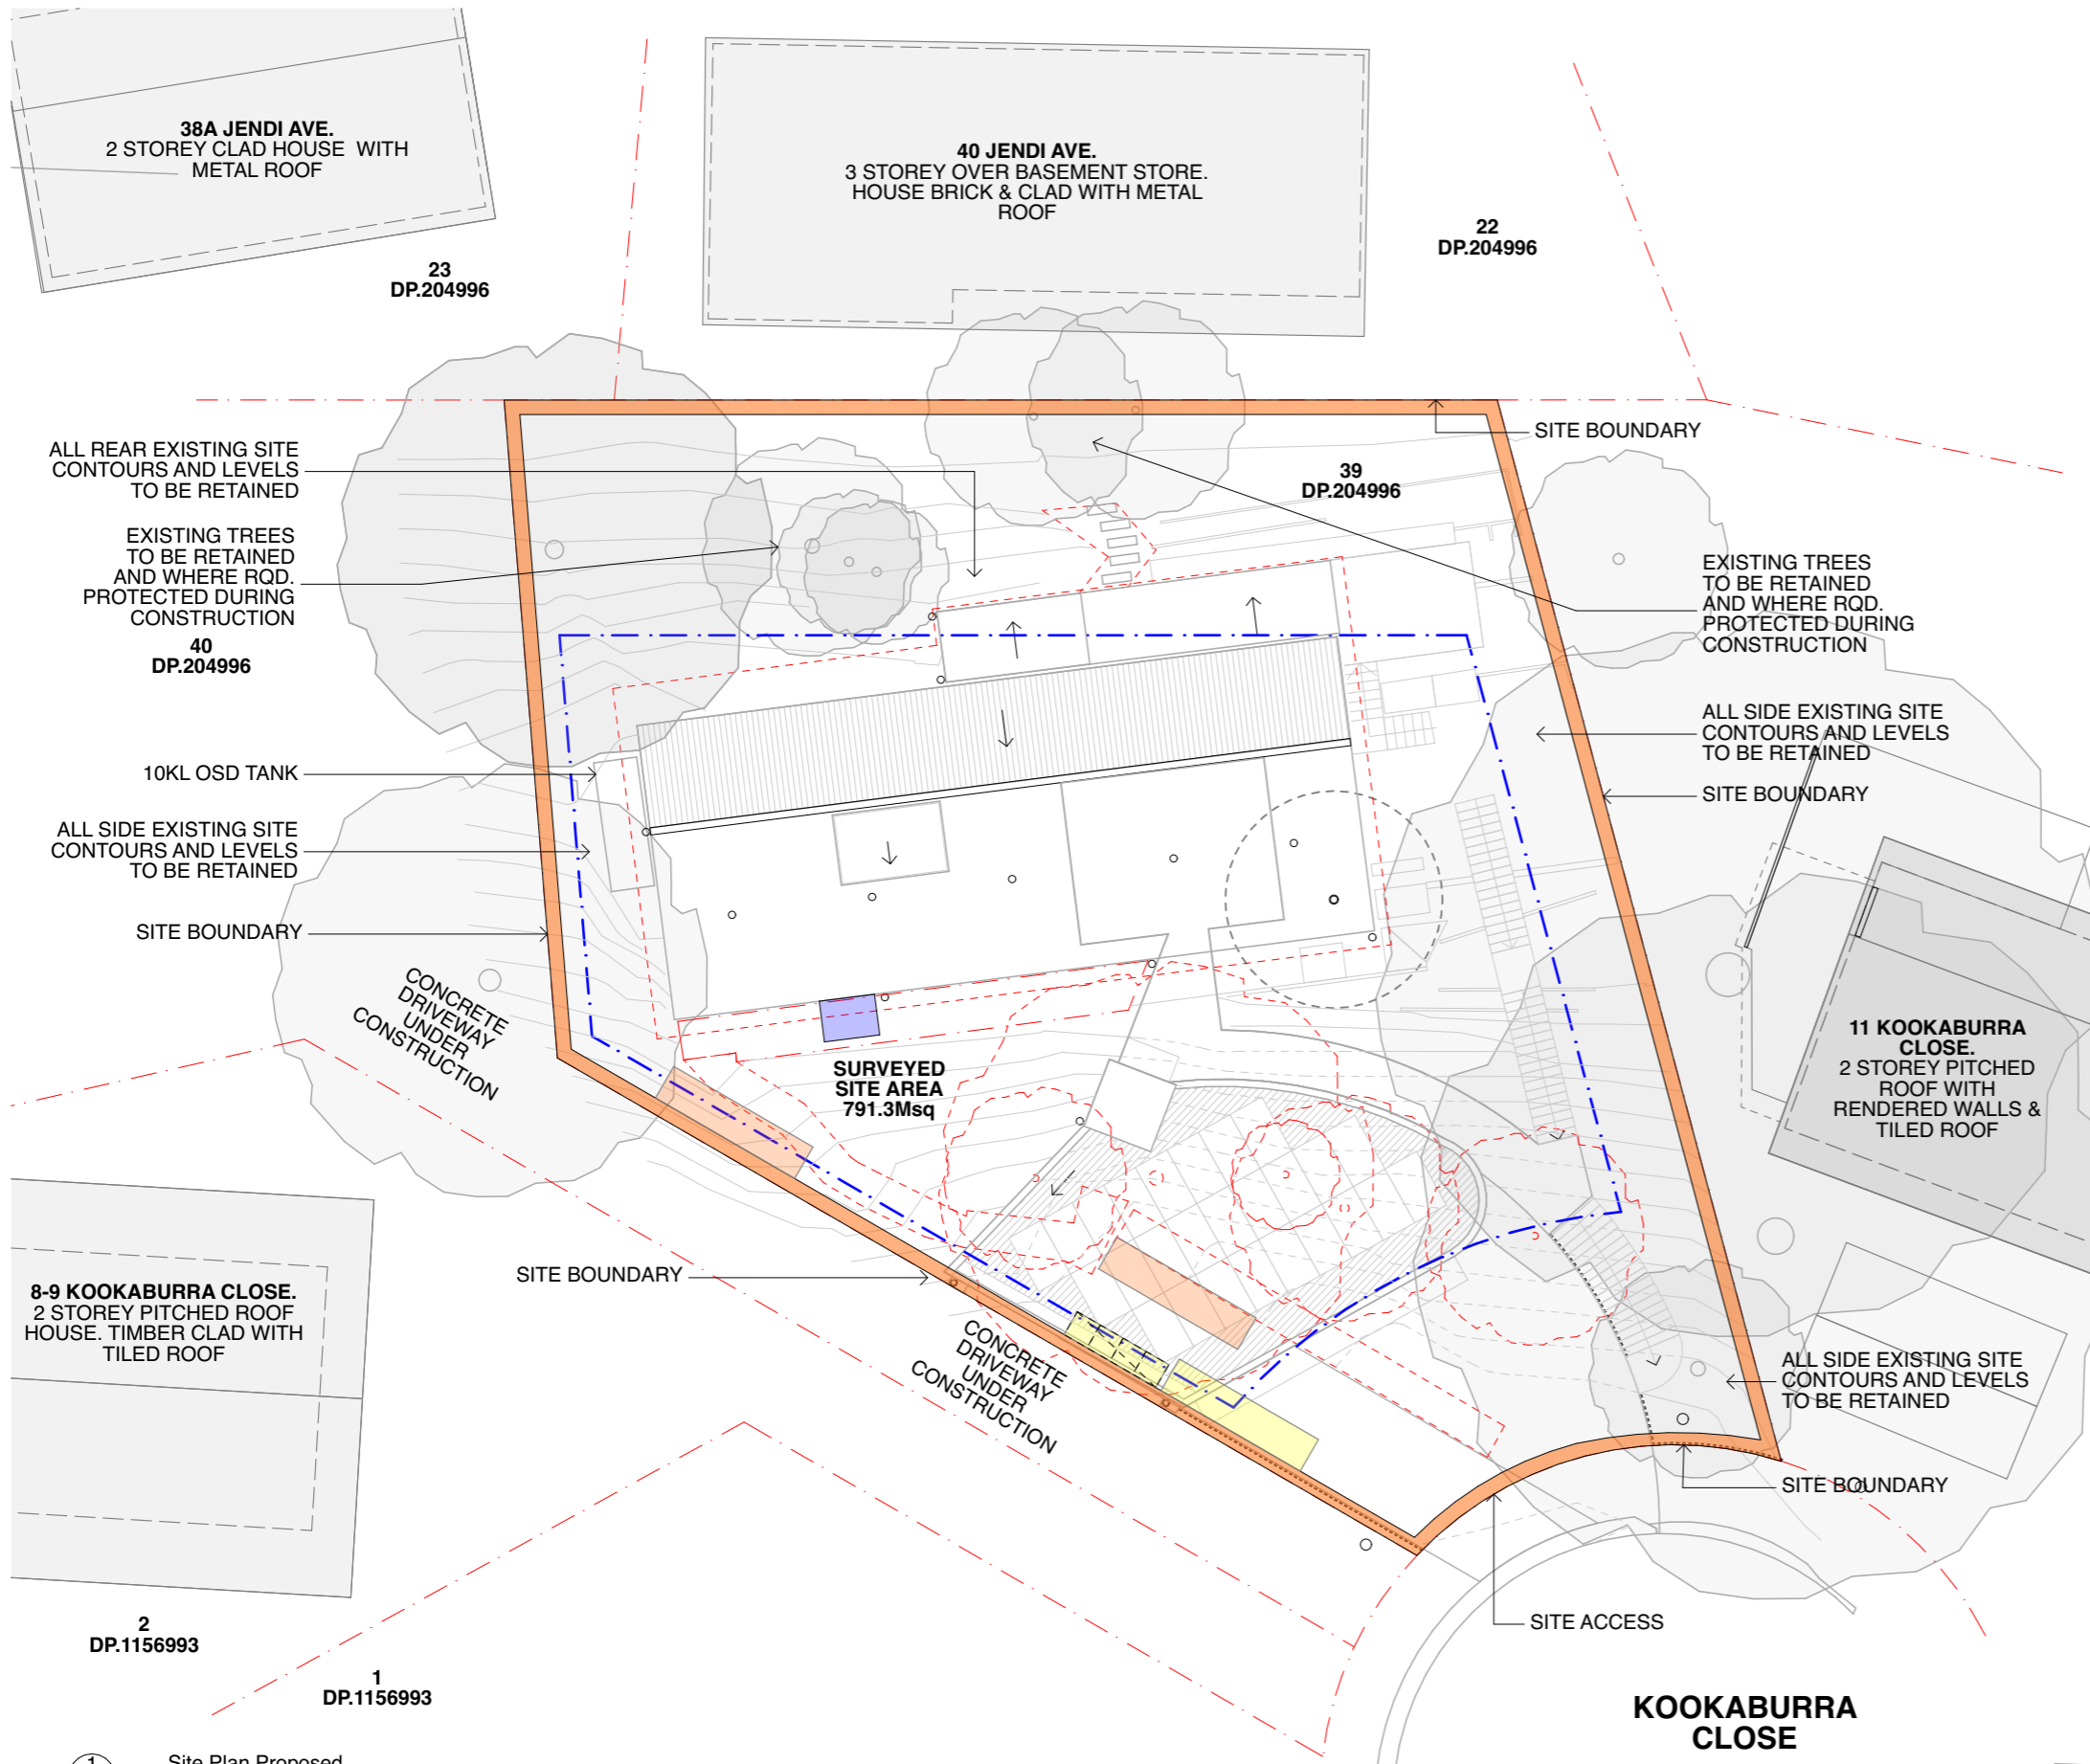 38A JENDI AVE.
2 STOREY CLAD HOUSE WITH
METAL ROOF
40 JENDI AVE.
3 STOREY OVER BASEMENT STORE.
HOUSE BRICK & CLAD WITH METAL
ROOF
22
DP.204996
23
DP.204996
SITE BOUNDARY
ALL REAR EXISTING SITE
CONTOURS AND LEVELS
TO BE RETAINED
39
DP.204996
EXISTING TREES
TO BE RETAINED
AND WHERE RQD.
PROTECTED DURING
CONSTRUCTION
EXISTING TREES
TO BE RETAINED
AND WHERE RQD.
PROTECTED DURING
CONSTRUCTION
40
DP.204996
ALL SIDE EXISTING SITE
CONTOURS AND LEVELS
TO BE RETAINED
10KL OSD TANK
SITE BOUNDARY
ALL SIDE EXISTING SITE
CONTOURS AND LEVELS
TO BE RETAINED
SITE BOUNDARY
CONCRETE
DRIVEWAY
UNDER
CONSTRUCTION
11 KOOKABURRA
CLOSE.
2 STOREY PITCHED
ROOF WITH
RENDERED WALLS &
TILED ROOF
SURVEYED
SITE AREA
791.3Msq
SITE BOUNDARY
8-9 KOOKABURRA CLOSE.
2 STOREY PITCHED ROOF
HOUSE. TIMBER CLAD WITH
TILED ROOF
CONCRETE
DRIVEWAY
UNDER
CONSTRUCTION
ALL SIDE EXISTING SITE
CONTOURS AND LEVELS
TO BE RETAINED
SITE BOUNDARY
SITE ACCESS
2
DP.1156993
1
DP.1156993
KOOKABURRA
CLOSE
1
Site Plan Proposed